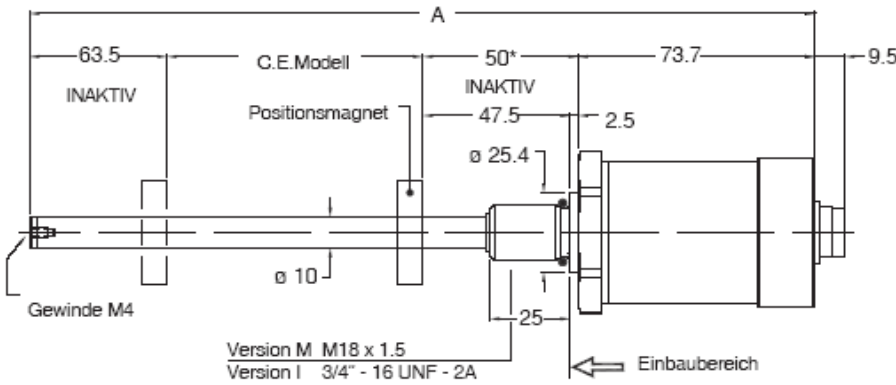 A
63.5
C.E.Modell
50*
73.7
9.5
INAKTIV
INAKTIV
Positionsmagnet
47.5
2.5
ø 25.4
ø 10
Gewinde M4
25
Version M M18 x 1.5
Version I 3/4" - 16 UNF - 2A
Einbaubereich